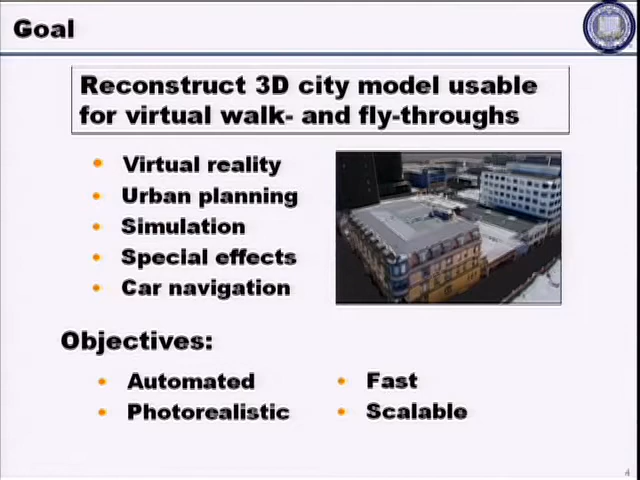 Goal
Reconstruct 3D city model usable
for virtual walk- and fly-throughs
• Virtual reality
• Urban planning
• Simulation
• Special effects
• Car navigation
Objectives:
• Automated
• Fast
• Photorealistic
• Scalable
4